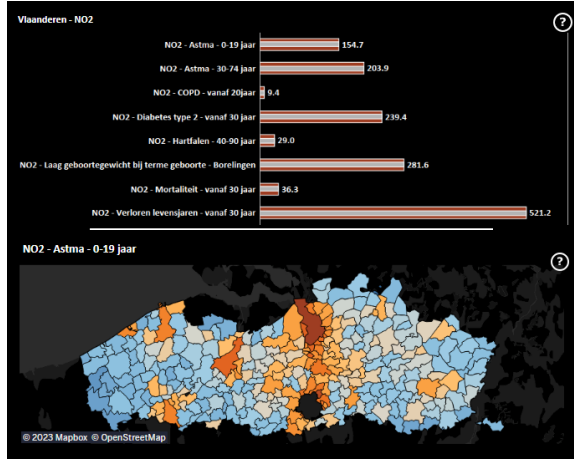 Vlaanderen - NO2
?
NO2 - Astma - 0-19 jaar 154.7
NO2 - Astma - 30-74 jaar 203.9
NO2 - COPD - vanaf 20jaar 9.4
NO2 - Diabetes type 2 - vanaf 30 jaar 239.4
NO2 - Hartfalen - 40-90 jaar 29.0
NO2 - Laag geboortegewicht bij terme geboorte - Borelingen 281.6
NO2 - Mortaliteit - vanaf 30 jaar 36.3
NO2 - Verloren levensjaren - vanaf 30 jaar 521.2
NO2 - Astma - 0-19 jaar
?
© 2023 Mapbox © OpenStreetMap